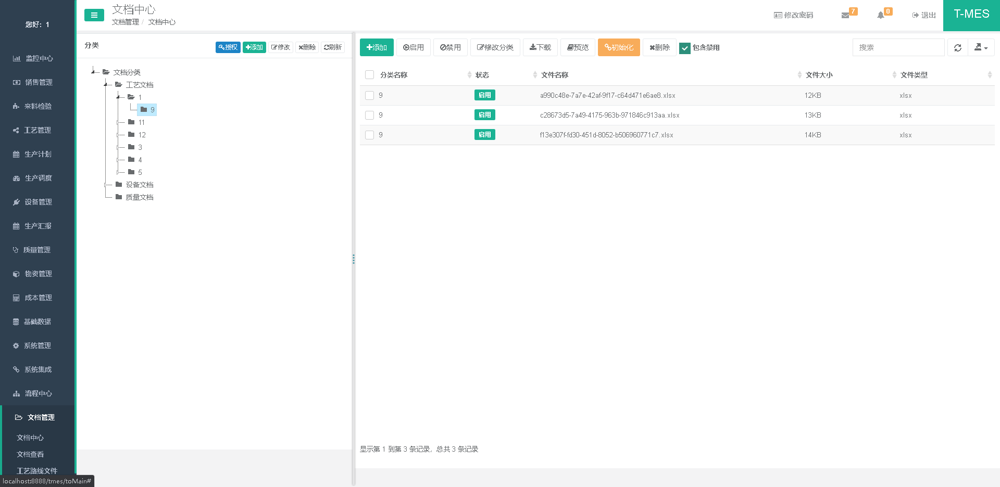 您好：1
监控中心
销售管理
来料检验
工艺管理
生产计划
生产调度
设备管理
生产汇报
质量管理
物资管理
成本管理
基础数据
系统管理
系统集成
流程中心
文档管理
文档中心
文档查看
工艺路线文件
localhost:8888/tmes/toMain#
文档中心
文档管理 / 文档中心
修改密码
7
0
退出
T-MES
分类
授权 添加 修改 删除 刷新
文档分类
工艺文档
1
9
11
12
3
4
5
设备文档
质量文档
添加 启用 禁用 修改分类 下载 预览 初始化 删除 包含禁用 搜索
分类名称 状态 文件名称 文件大小 文件类型
9 启用 a990c48e-7a7e-42af-9f17-c64d471e6ae8.xlsx 12KB xlsx
9 启用 c28673d5-7a49-4175-963b-971846c913aa.xlsx 13KB xlsx
9 启用 f13e307f-fd30-451d-8052-b506960771c7.xlsx 14KB xlsx
显示第 1 到第 3 条记录，总共 3 条记录